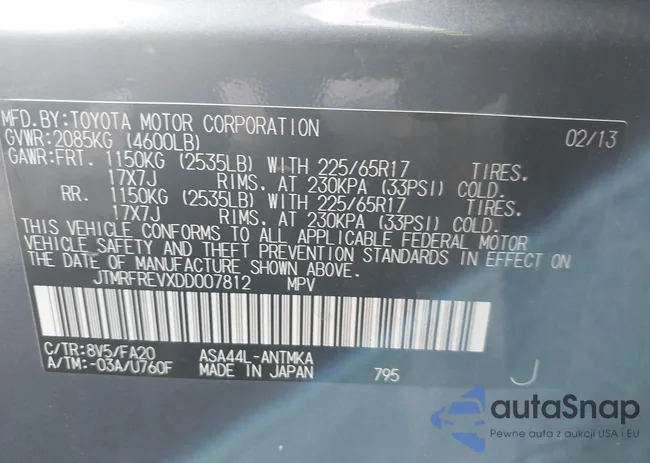 MFD.BY:TOYOTA MOTOR CORPORATION 02/13
GVWR:2085KG (4600LB)
GAWR:FRT. 1150KG (2535LB) WITH 225/65R17 TIRES.
17X7J RIMS. AT 230KPA (33PSI) COLD.
RR. 1150KG (2535LB) WITH 225/65R17 TIRES.
17X7J RIMS. AT 230KPA (33PSI) COLD.
THIS VEHICLE CONFORMS TO ALL APPLICABLE FEDERAL MOTOR
VEHICLE SAFETY AND THEFT PREVENTION STANDARDS IN EFFECT ON
THE DATE OF MANUFACTURE SHOWN ABOVE.
JTMRFREVXDD007812 MPV
C/TR:8V5/FA20 ASA44L-ANTMKA
A/TM:-03A/U760F MADE IN JAPAN 795 J
autaSnap
Pewne auta z aukcji USA i EU